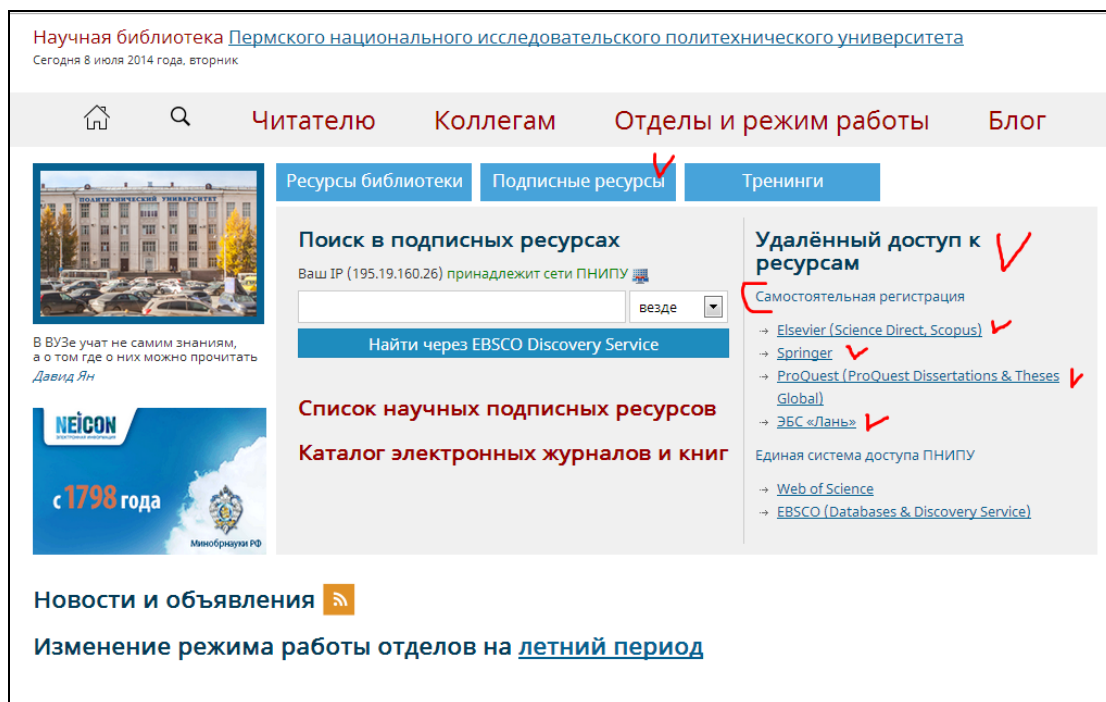 Научная библиотека Пермского национального исследовательского политехнического университета
Сегодня 8 июля 2014 года, вторник
Читателю Коллегам Отделы и режим работы Блог
ПОЛИТЕХНИЧЕСКИЙ УНИВЕРСИТЕТ
В ВУЗе учат не самим знаниям,
а о том где о них можно прочитать
Давид Ян
NEICON
ЭЛЕКТРОННАЯ ИНФОРМАЦИЯ
с 1798 года
Минобрнауки РФ
Ресурсы библиотеки Подписные ресурсы Тренинги
Поиск в подписных ресурсах
Ваш IP (195.19.160.26) принадлежит сети ПНИПУ
везде
Найти через EBSCO Discovery Service
Список научных подписных ресурсов
Каталог электронных журналов и книг
Удалённый доступ к
ресурсам
Самостоятельная регистрация
→ Elsevier (Science Direct, Scopus)
→ Springer
→ ProQuest (ProQuest Dissertations & Theses
Global)
→ ЭБС «Лань»
Единая система доступа ПНИПУ
→ Web of Science
→ EBSCO (Databases & Discovery Service)
Новости и объявления
Изменение режима работы отделов на летний период